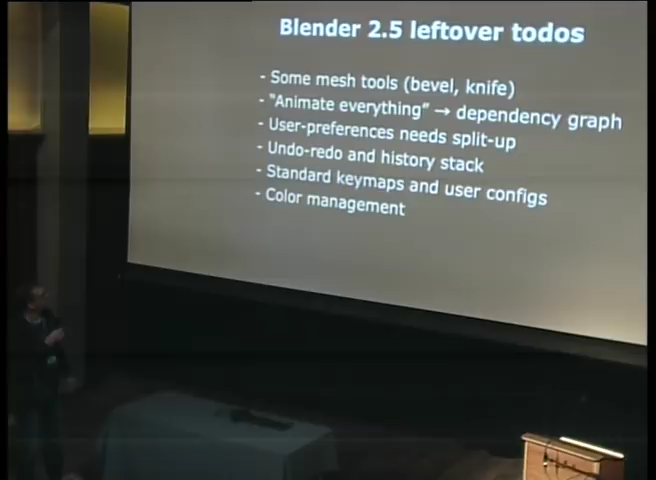 Blender 2.5 leftover todos
- Some mesh tools (bevel, knife)
- "Animate everything" → dependency graph
- User-preferences needs split-up
- Undo-redo and history stack
- Standard keymaps and user configs
- Color management